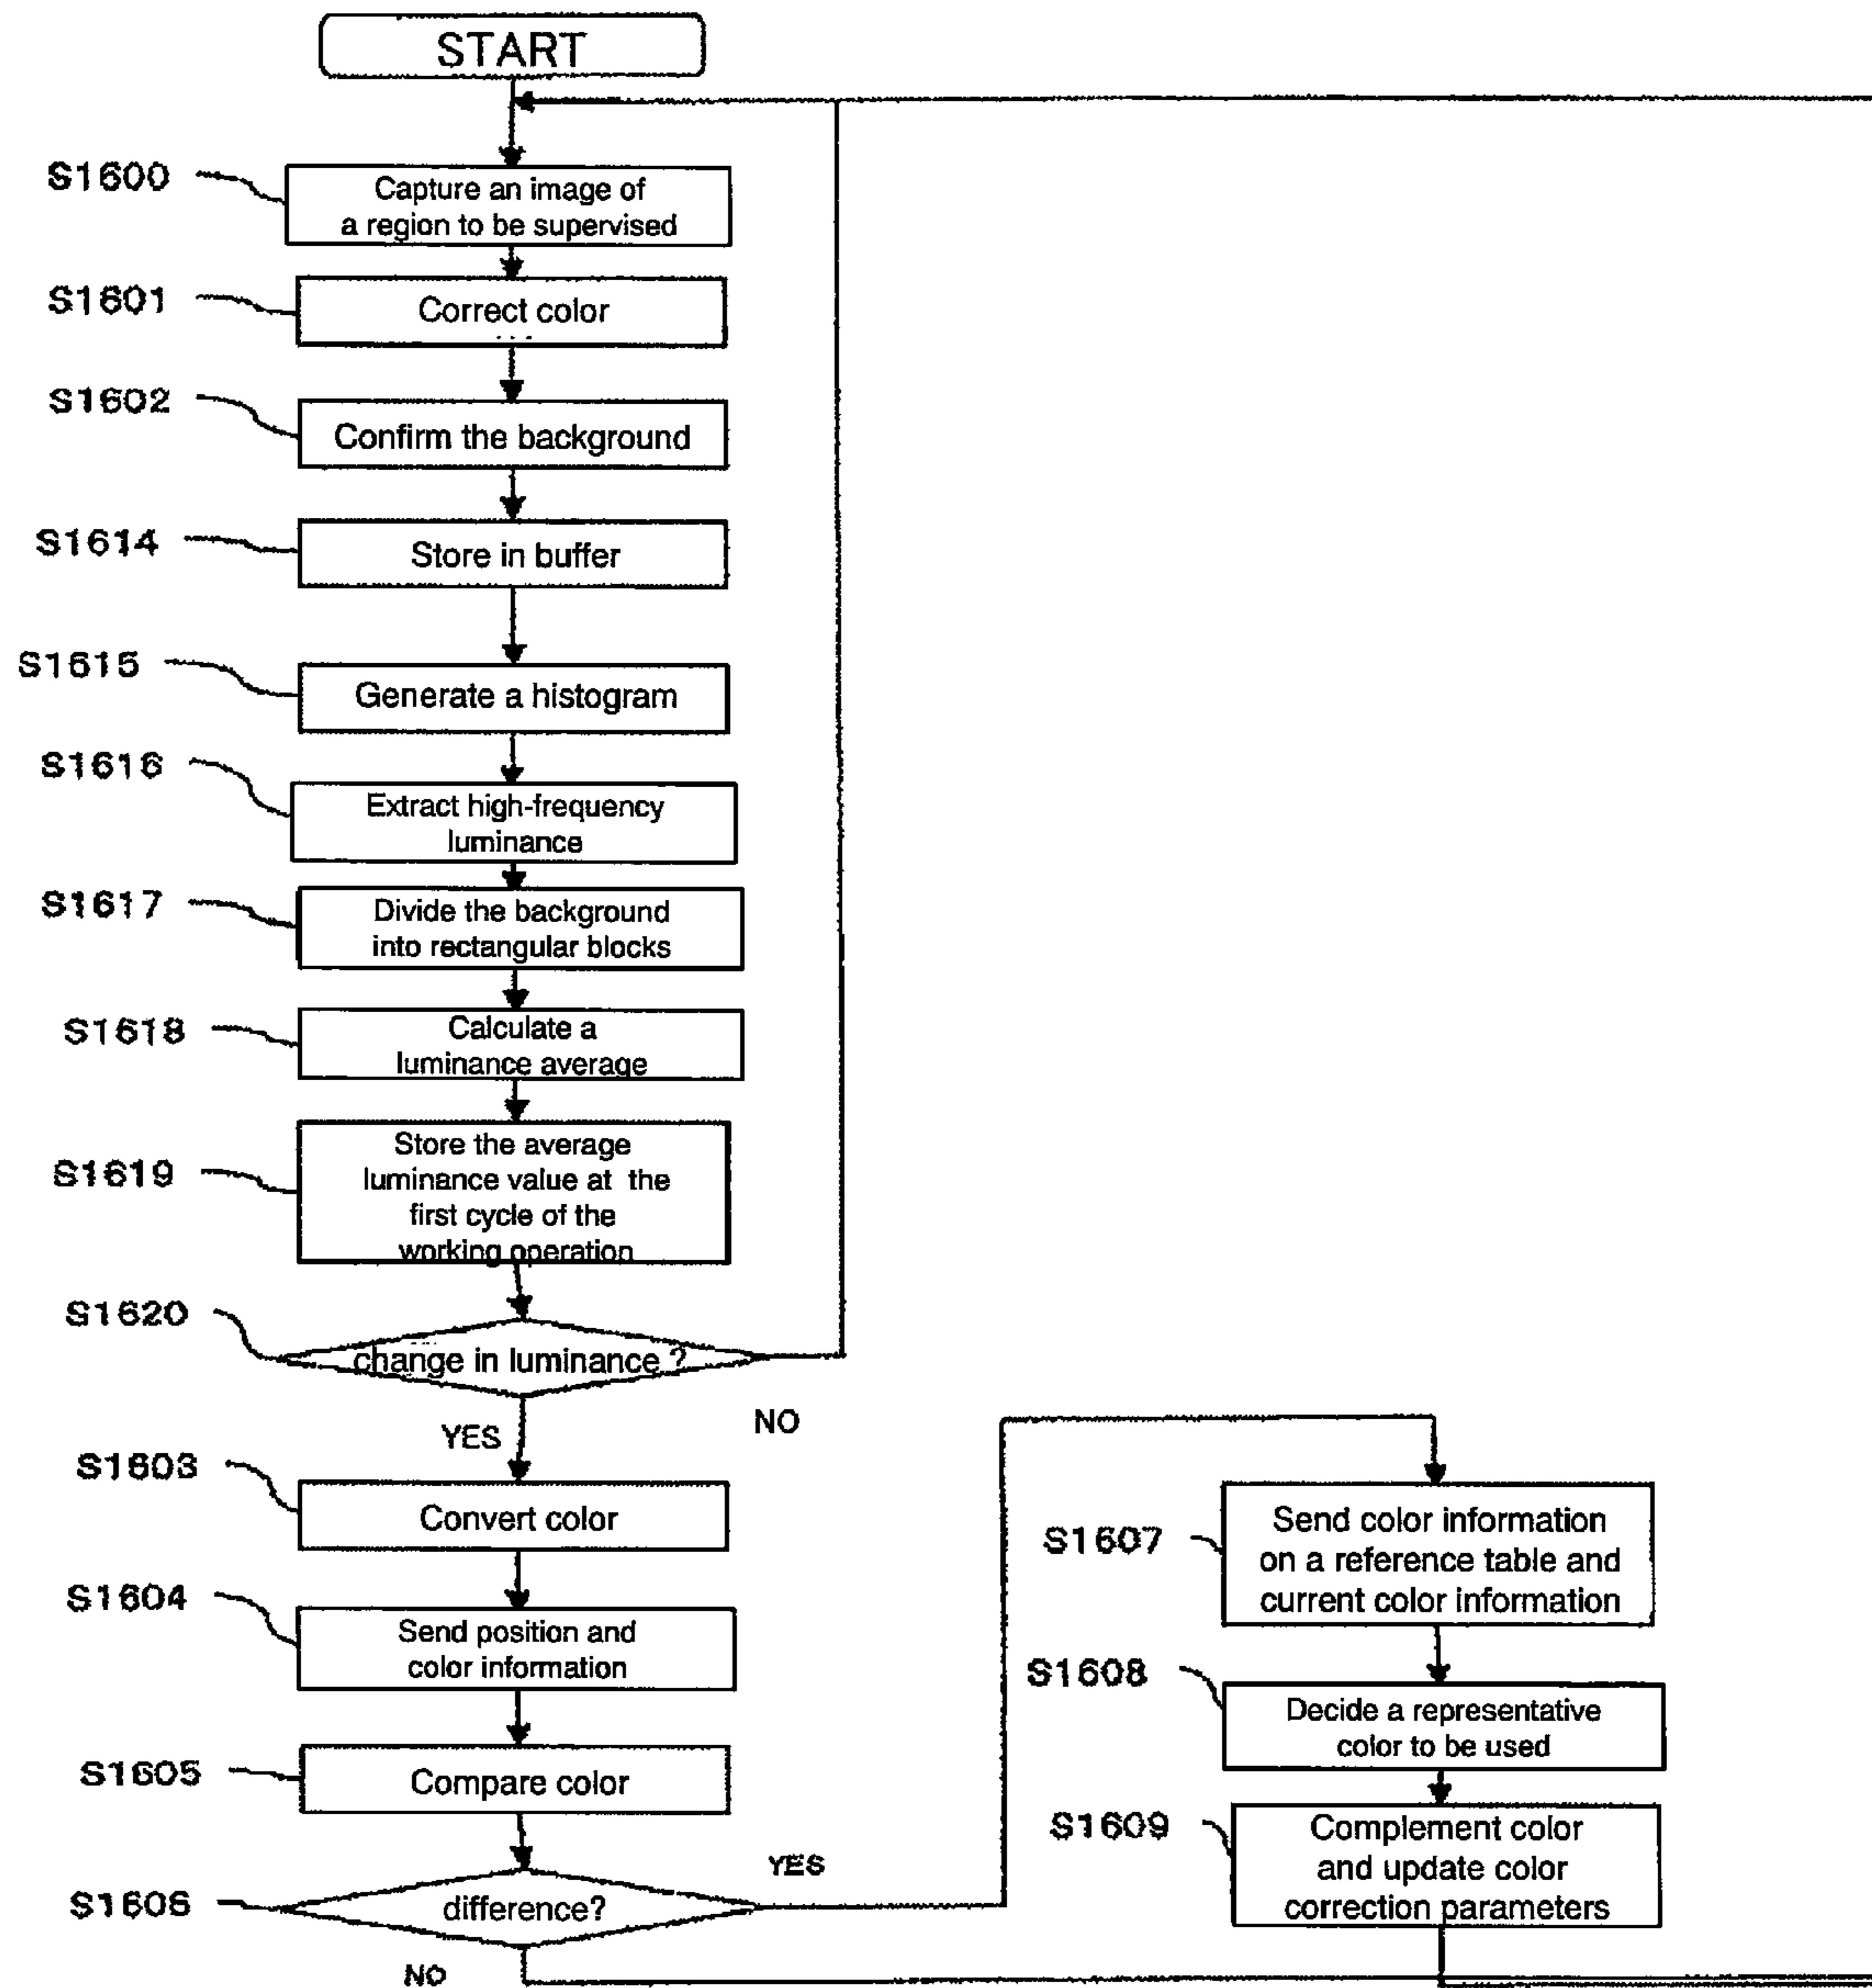 START
S1600
Capture an image of
a region to be supervised
S1601
Correct color
S1602
Confirm the background
S1614
Store in buffer
S1615
Generate a histogram
S1616
Extract high-frequency
luminance
S1617
Divide the background
into rectangular blocks
S1618
Calculate a
luminance average
S1619
Store the average
luminance value at the
first cycle of the
working operation
S1620
change in luminance ?
YES
NO
S1603
Convert color
S1604
Send position and
color information
S1605
Compare color
S1606
difference?
YES
NO
S1607
Send color information
on a reference table and
current color information
S1608
Decide a representative
color to be used
S1609
Complement color
and update color
correction parameters